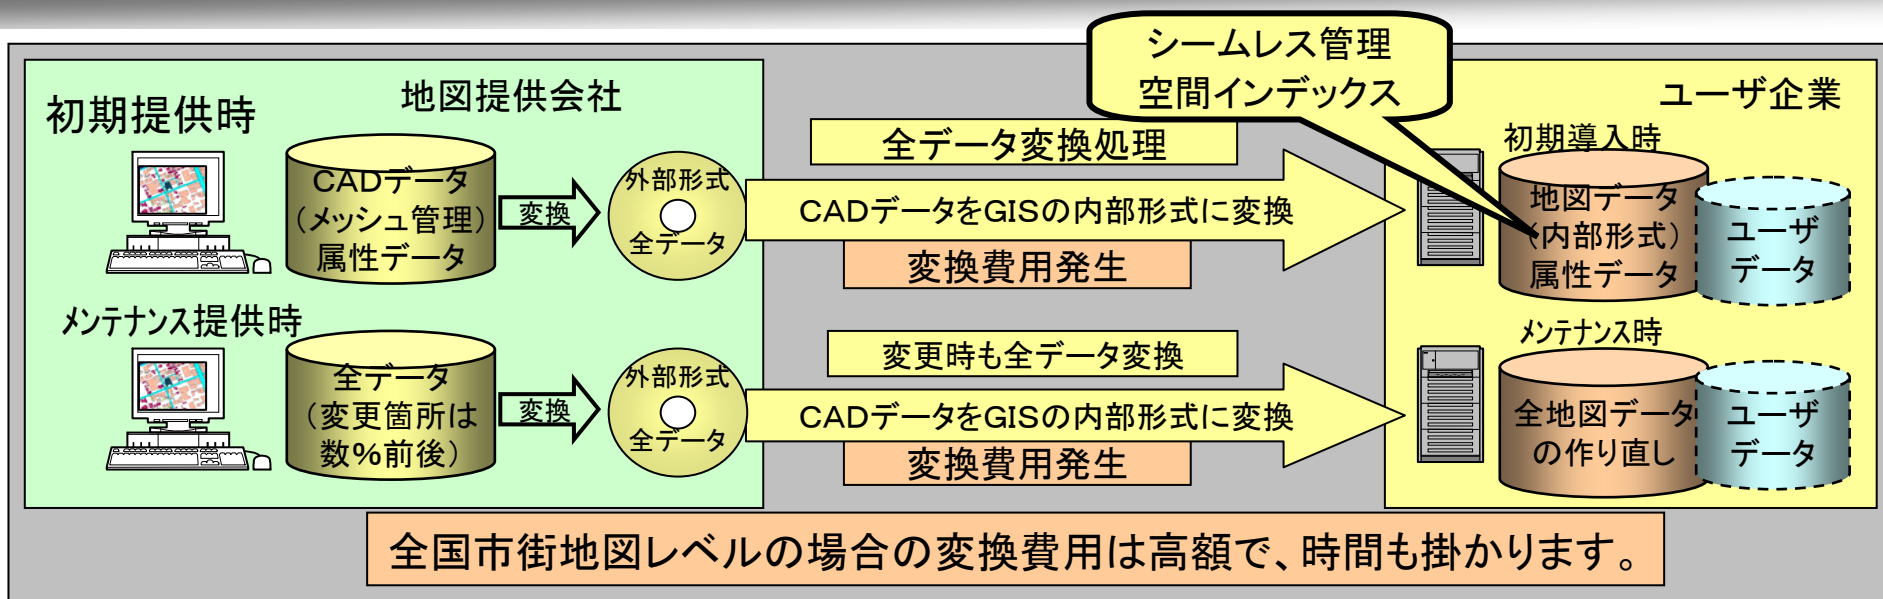 シームレス管理
空間インデックス
地図提供会社
ユーザ企業
初期提供時
CADデータ
(メッシュ管理)
属性データ
変換
外部形式
全データ
全データ変換処理
CADデータをGISの内部形式に変換
変換費用発生
初期導入時
地図データ
(内部形式)
属性データ
ユーザ
データ
メンテナンス提供時
全データ
(変更箇所は
数%前後)
変換
外部形式
全データ
変更時も全データ変換
CADデータをGISの内部形式に変換
変換費用発生
メンテナンス時
全地図データ
の作り直し
ユーザ
データ
全国市街地図レベルの場合の変換費用は高額で、時間も掛かります。